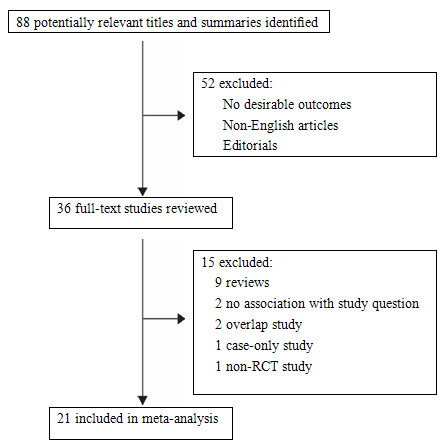 88 potentially relevant titles and summaries identified
52 excluded:
No desirable outcomes
Non-English articles
Editorials
36 full-text studies reviewed
15 excluded:
9 reviews
2 no association with study question
2 overlap study
1 case-only study
1 non-RCT study
21 included in meta-analysis